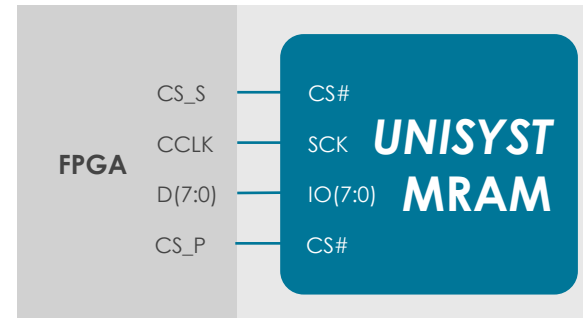 CS_S CS#
CCLK SCK UNISYST
FPGA
D(7:0) IO(7:0) MRAM
CS_P CS#